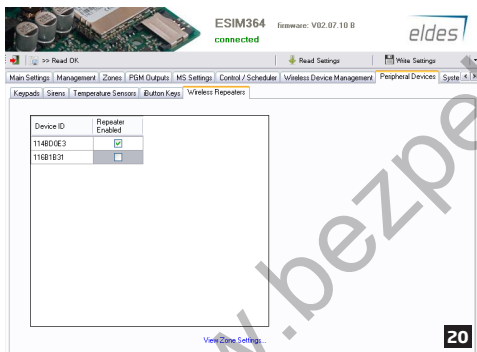 ESIM364 firmware: V02.07.10 B
connected
eldes
>> Read OK Read Settings Write Settings
Main Settings Management Zones PGM Outputs MS Settings Control / Scheduler Wireless Device Management Peripheral Devices Syste
Keypads Sirens Temperature Sensors iButton Keys Wireless Repeaters
Device ID Repeater Enabled
114BD0E3
116B1B31
View Zone Settings...
20
w.bezpe